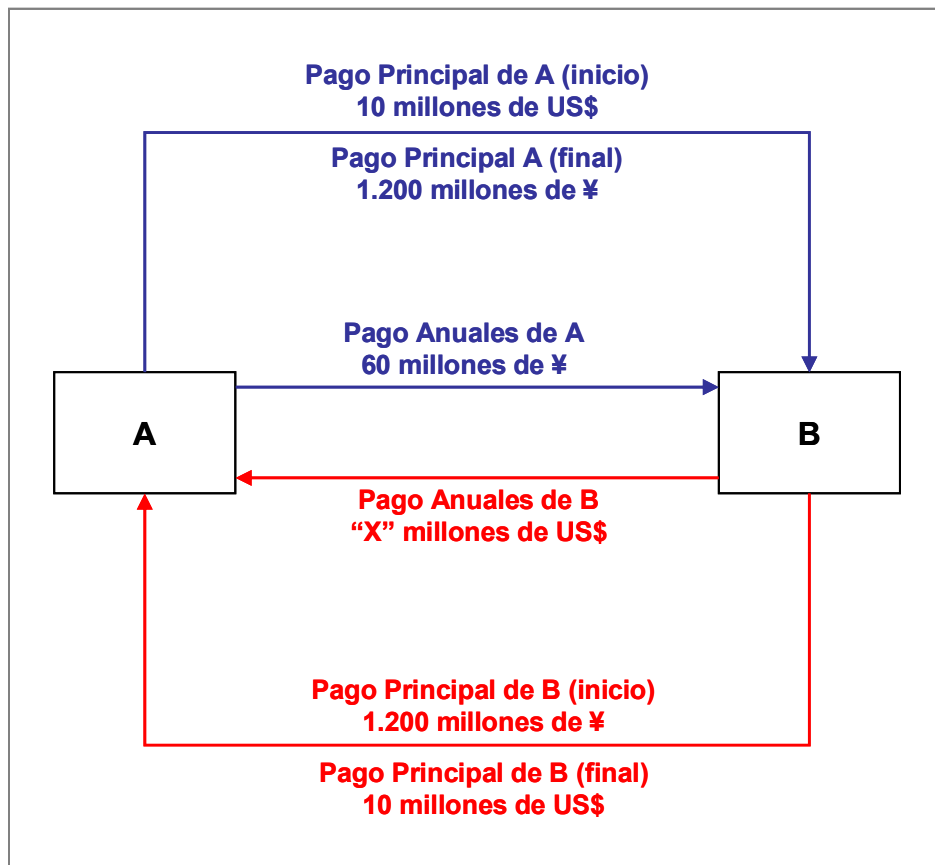 Pago Principal de A (inicio)
10 millones de US$
Pago Principal A (final)
1.200 millones de ¥
Pago Anuales de A
60 millones de ¥
A
B
Pago Anuales de B
“X” millones de US$
Pago Principal de B (inicio)
1.200 millones de ¥
Pago Principal de B (final)
10 millones de US$